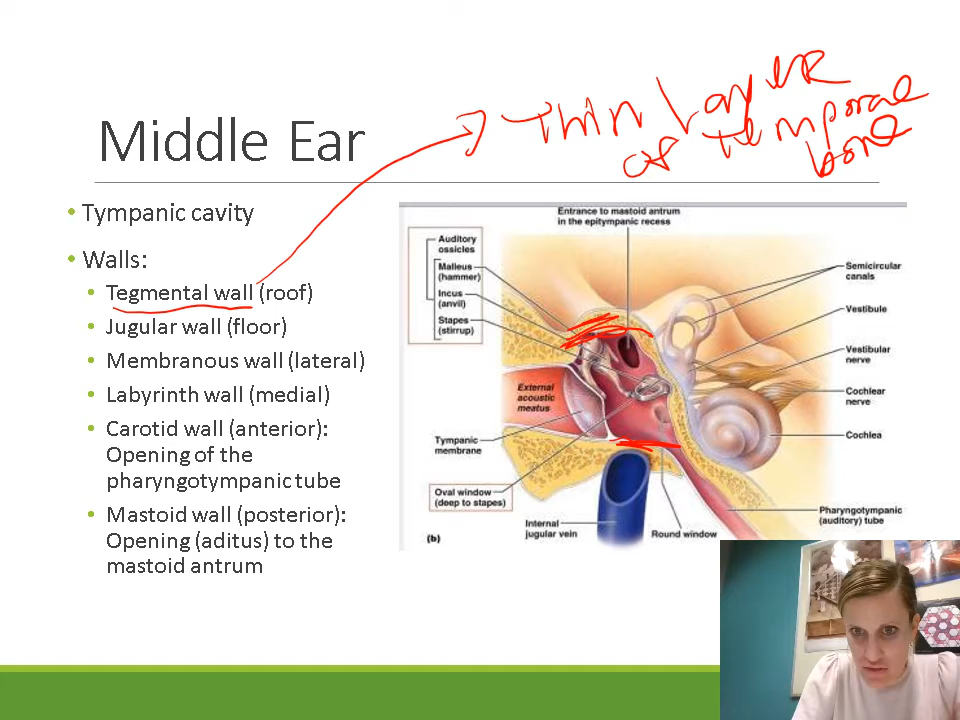 Thin Layer
of temporal
bone
Middle Ear
• Tympanic cavity
• Walls:
• Tegmental wall (roof)
• Jugular wall (floor)
• Membranous wall (lateral)
• Labyrinth wall (medial)
• Carotid wall (anterior):
Opening of the
pharyngotympanic tube
• Mastoid wall (posterior):
Opening (aditus) to the
mastoid antrum
Entrance to mastoid antrum
in the epitympanic recess
Auditory
ossicles
Malleus
(hammer)
Incus
(anvil)
Stapes
(stirrup)
External
acoustic
meatus
Tympanic
membrane
Oval window
(deep to stapes)
Internal
jugular vein
Round window
Semicircular
canals
Vestibule
Vestibular
nerve
Cochlear
nerve
Cochlea
Pharyngotympanic
(auditory) tube
(b)